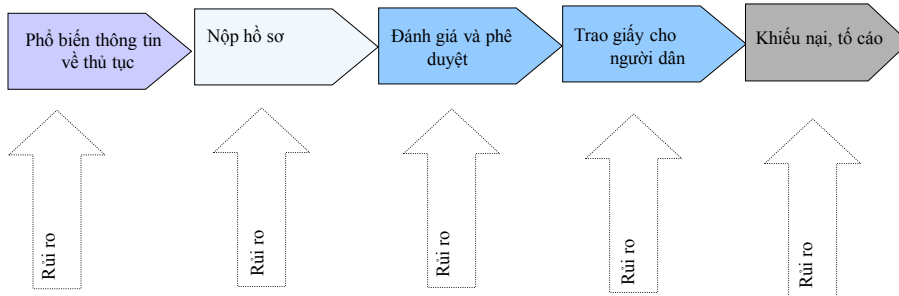 Phổ biến thông tin
về thủ tục
Nộp hồ sơ
Đánh giá và phê
duyệt
Trao giấy cho
người dân
Khiếu nại, tố cáo
Rủi ro
Rủi ro
Rủi ro
Rủi ro
Rủi ro